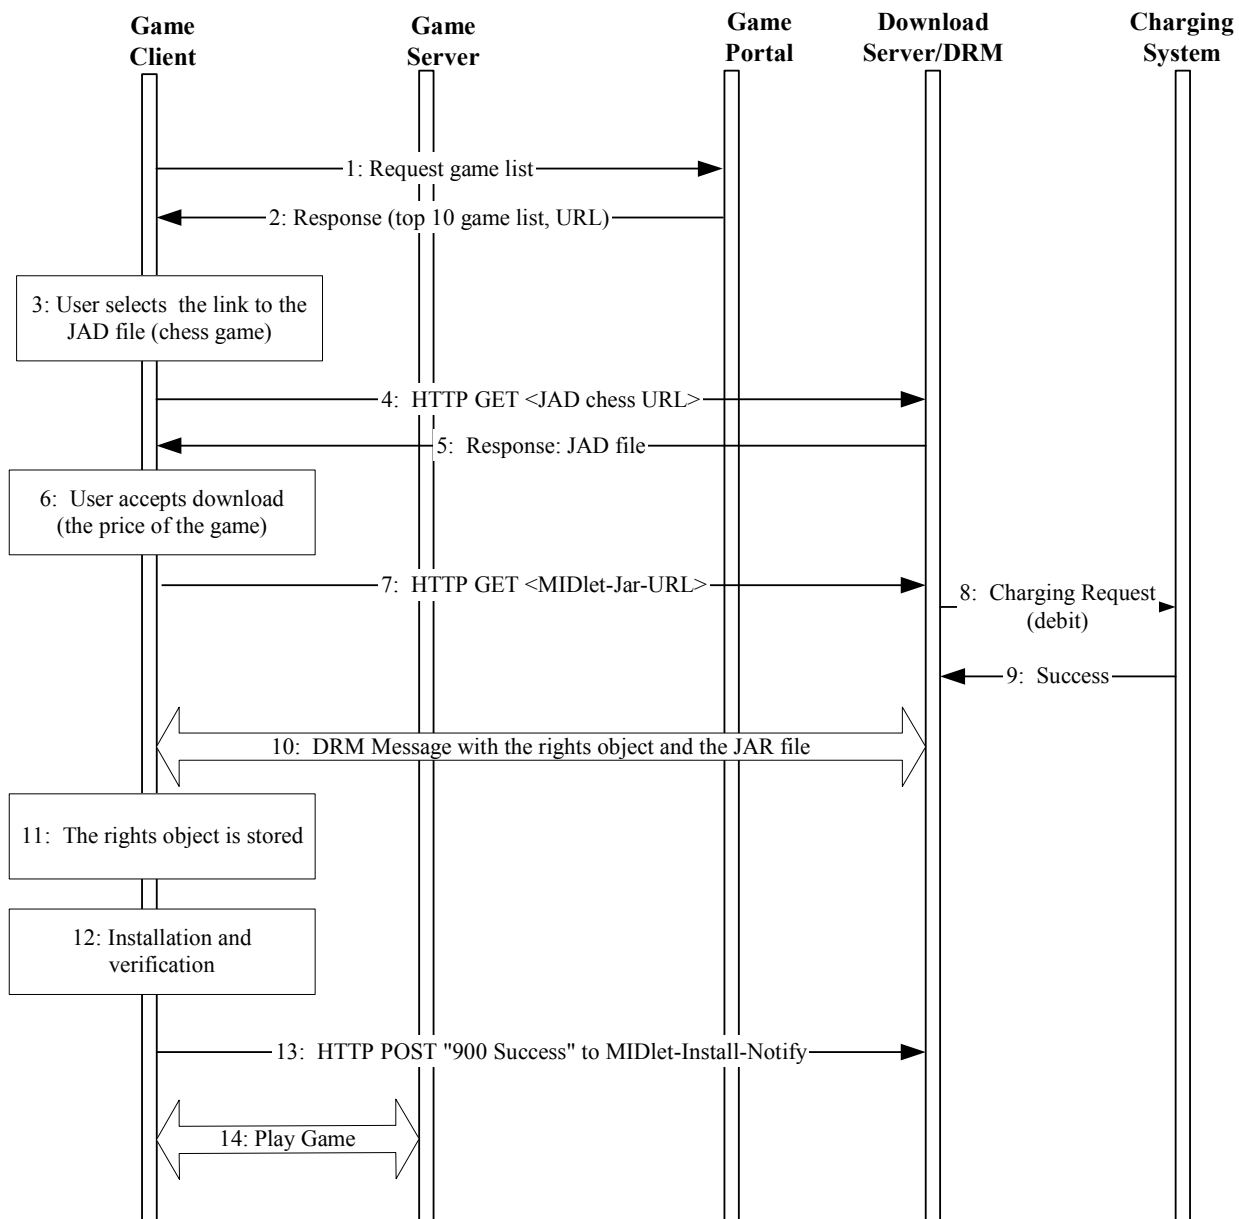 Game
Client
Game
Server
Game
Portal
Download
Server/DRM
Charging
System
1: Request game list
2: Response (top 10 game list, URL)
3: User selects  the link to the
JAD file (chess game)
4:  HTTP GET <JAD chess URL>
5:  Response: JAD file
6:  User accepts download
(the price of the game)
7:  HTTP GET <MIDlet-Jar-URL>
8:  Charging Request
(debit)
9:  Success
10:  DRM Message with the rights object and the JAR file
11:  The rights object is stored
12: Installation and
verification
13:  HTTP POST "900 Success" to MIDlet-Install-Notify
14: Play Game